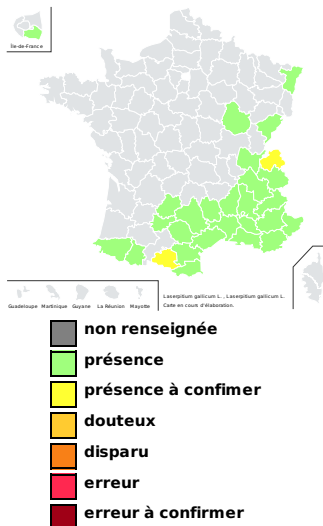 Île-de-France
Guadeloupe Martinique Guyane La Réunion Mayotte
Laserpitium gallicum L. , Laserpitium gallicum L.
Carte en cours d'élaboration.
non renseignée
présence
présence à confimer
douteux
disparu
erreur
erreur à confirmer